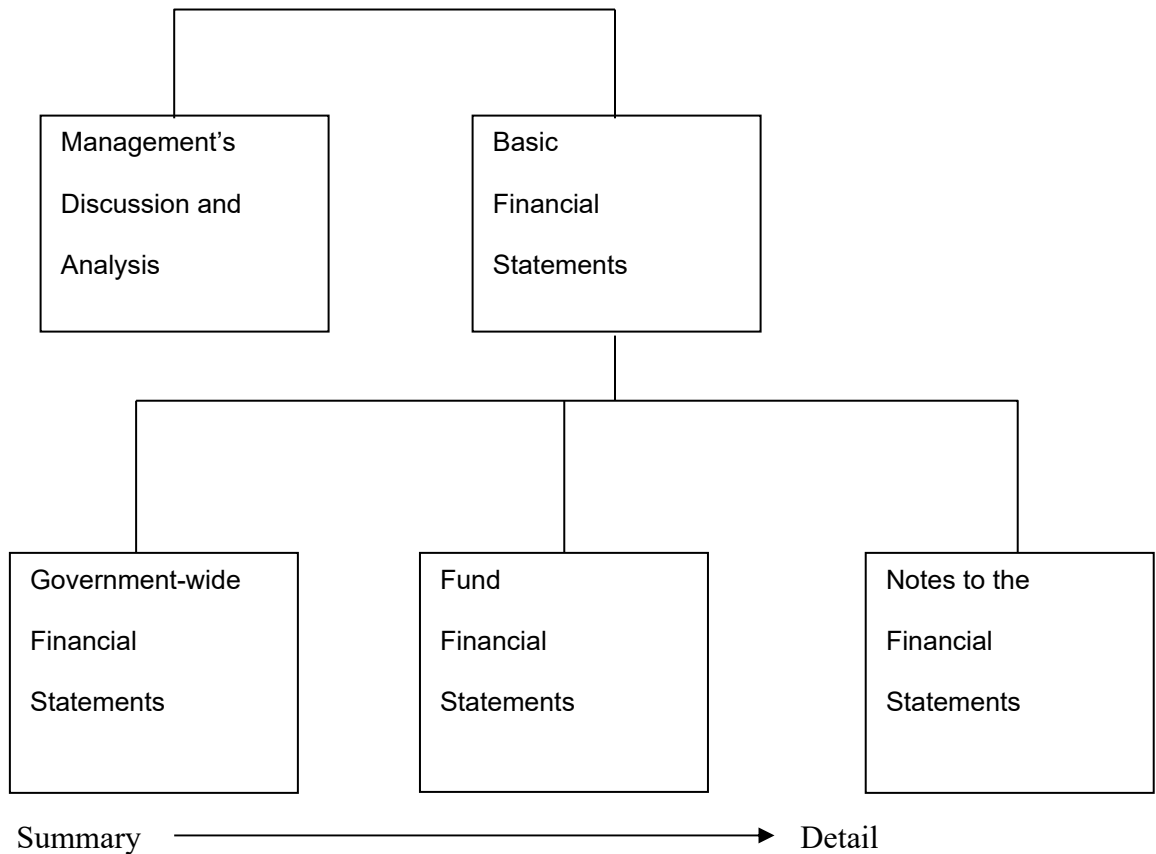 Management’s
Discussion and
Analysis
Basic
Financial
Statements
Government-wide
Financial
Statements
Fund
Financial
Statements
Notes to the
Financial
Statements
Summary
Detail